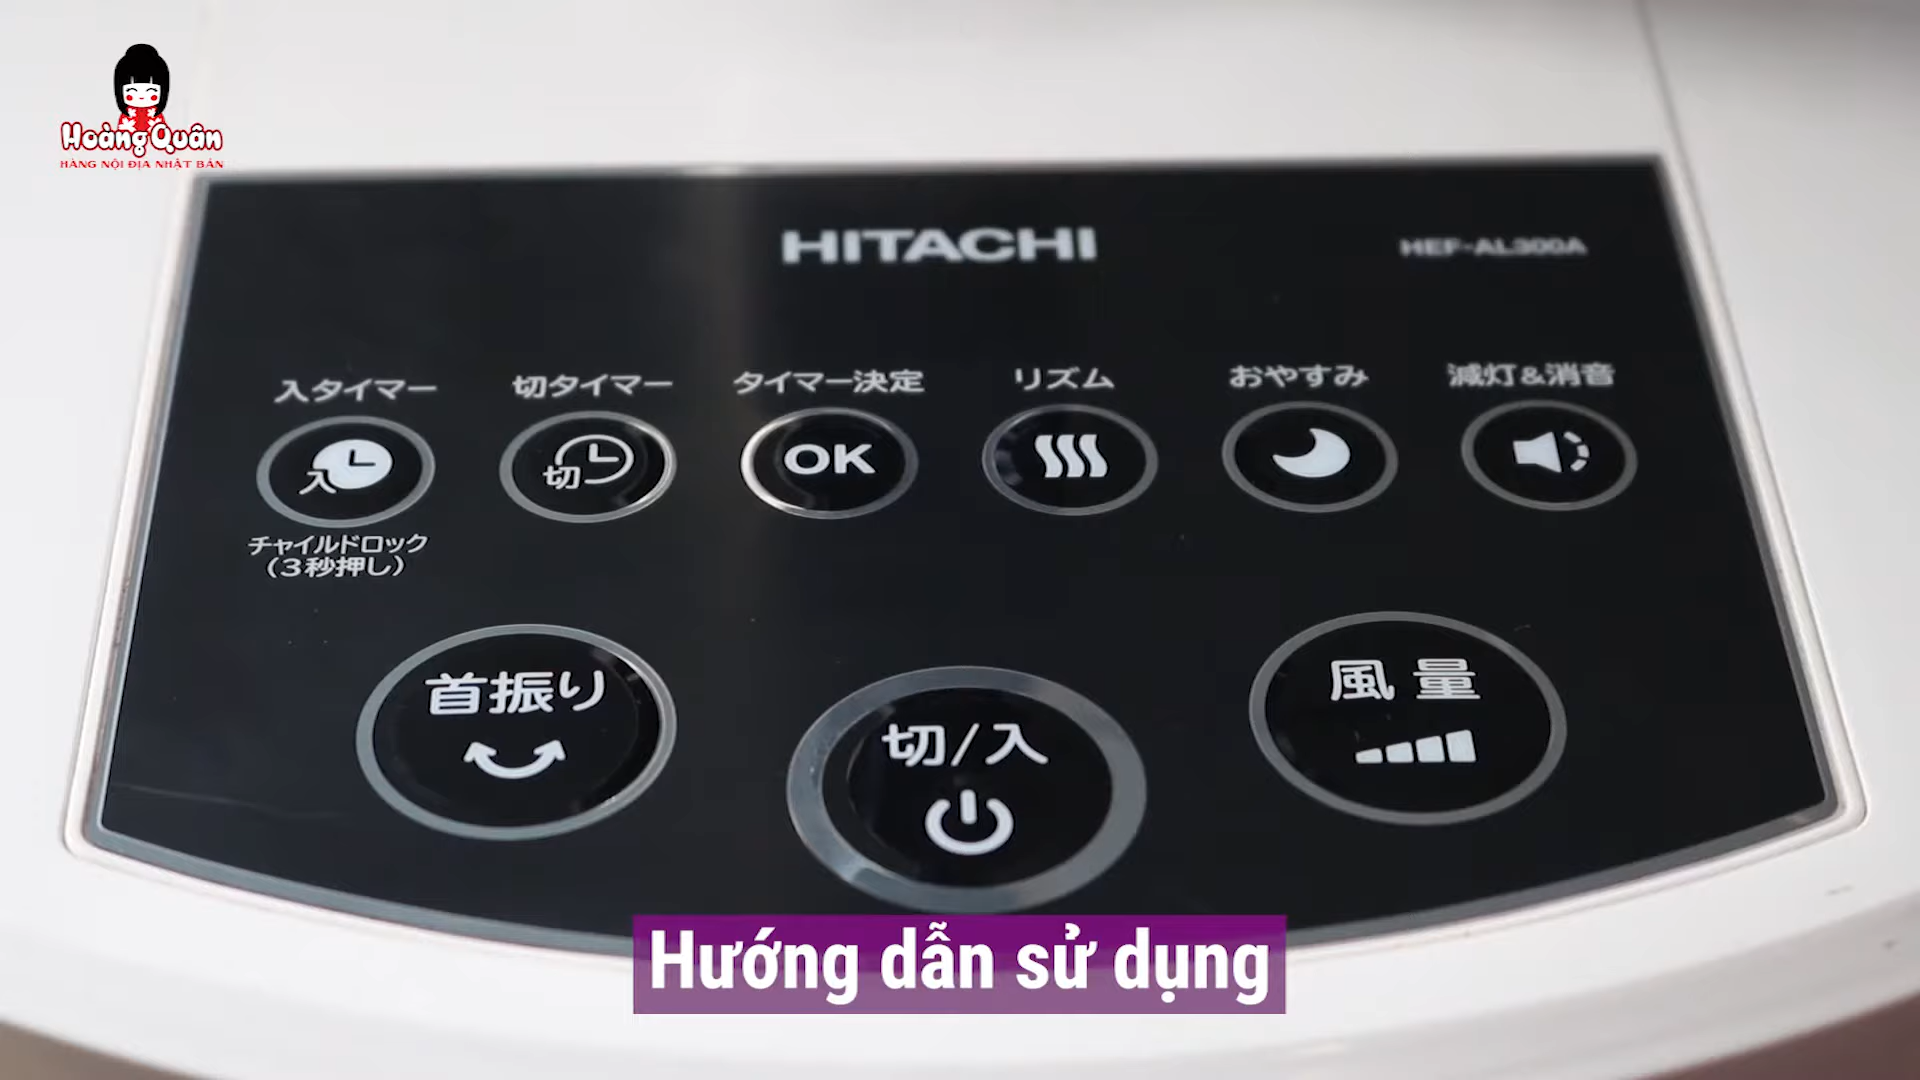 Hoàng Quân
HÀNG NỘI ĐỊA NHẬT BẢN
HITACHI
HEF-AL300A
入タイマー
切タイマー
タイマー決定
リズム
おやすみ
減灯&消音
入
切
OK
チャイルドロック
(3秒押し)
首振り
切/入
風量
Hướng dẫn sử dụng